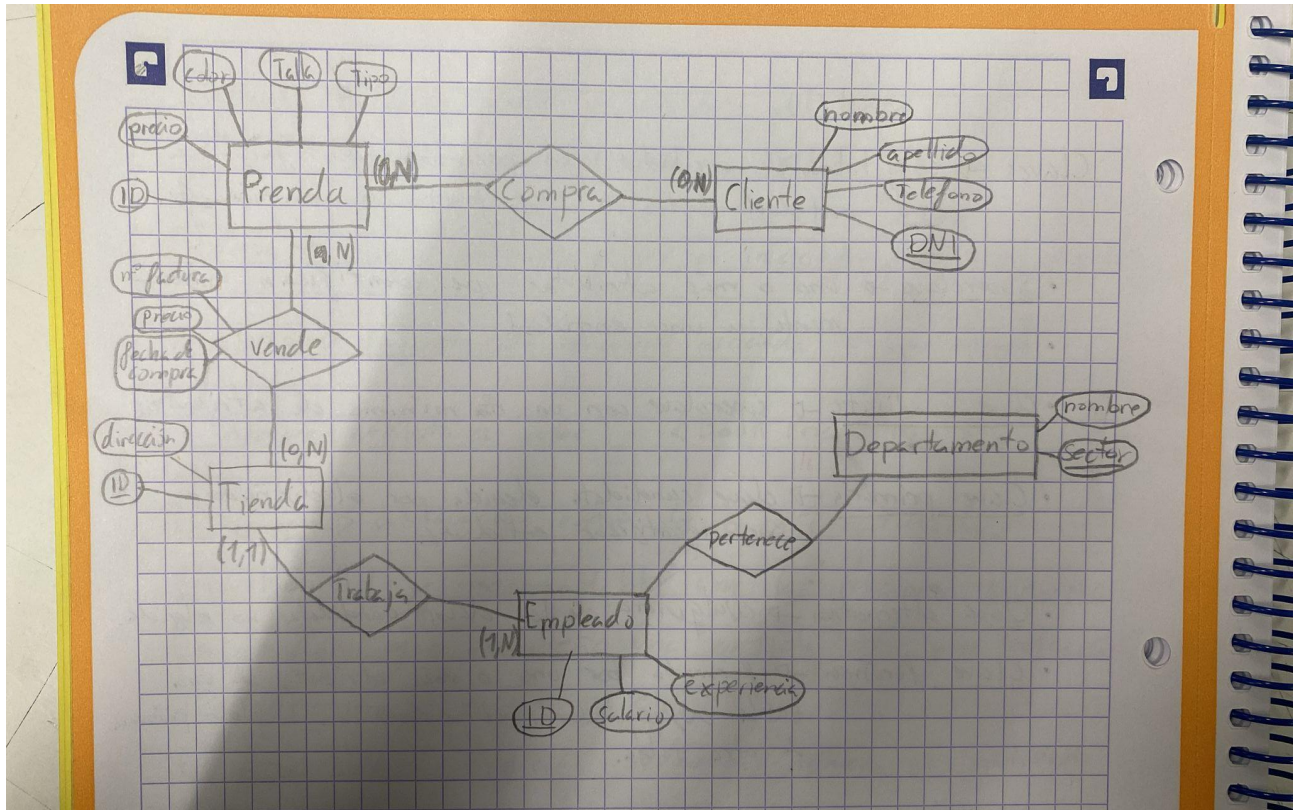 color
Talla
Tipo
nombre
precio
(0,N)
(0,N)
apellido
ID
Prenda
Compra
Cliente
Telefono
DNI
(0,N)
nº factura
precio
vende
fecha de
compra
nombre
dirección
(0,N)
Departamento
sector
ID
Tienda
pertenece
(1,1)
Trabaja
Empleado
(1,N)
experiencia
ID
Salario